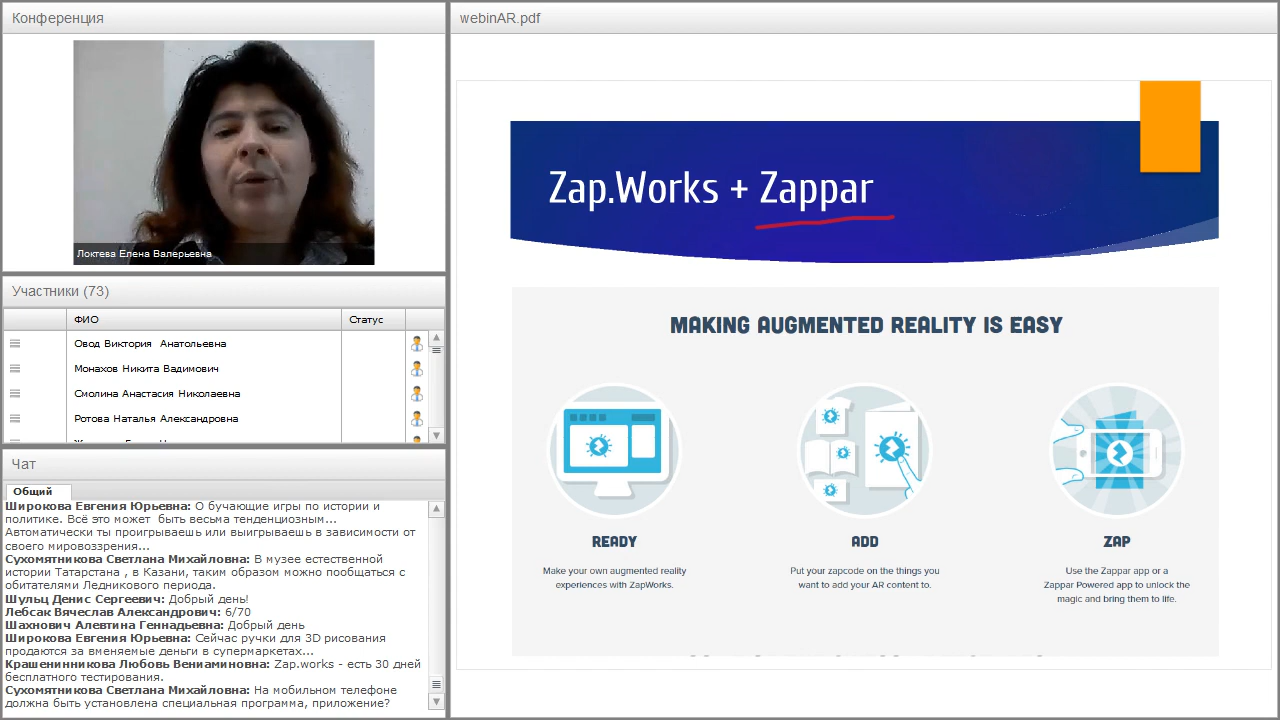 Конференция
Локтева Елена Валерьевна
Участники (73)
ФИО
Статус
Овод Виктория Анатольевна
Монахов Никита Вадимович
Смолина Анастасия Николаевна
Ротова Наталья Александровна
Чат
Общий
Широкова Евгения Юрьевна: О бучающие игры по истории и
политике. Всё это может быть весьма тенденциозным...
Автоматически ты проигрываешь или выигрываешь в зависимости от
своего мировоззрения...
Сухомятникова Светлана Михайловна: В музее естественной
истории Татарстана , в Казани, таким образом можно пообщаться с
обитателями Ледникового периода.
Шульц Денис Сергеевич: Добрый день!
Лебсак Вячеслав Александрович: 6/70
Шахнович Алевтина Геннадьевна: Добрый день
Широкова Евгения Юрьевна: Сейчас ручки для 3D рисования
продаются за вменяемые деньги в супермаркетах...
Крашенинникова Любовь Вениаминовна: Zap.works - есть 30 дней
бесплатного тестирования.
Сухомятникова Светлана Михайловна: На мобильном телефоне
должна быть установлена специальная программа, приложение?
webinAR.pdf
Zap.Works + Zappar
MAKING AUGMENTED REALITY IS EASY
READY
Make your own augmented reality
experiences with ZapWorks.
ADD
Put your zapcode on the things you
want to add your AR content to.
ZAP
Use the Zappar app or a
Zappar Powered app to unlock the
magic and bring them to life.